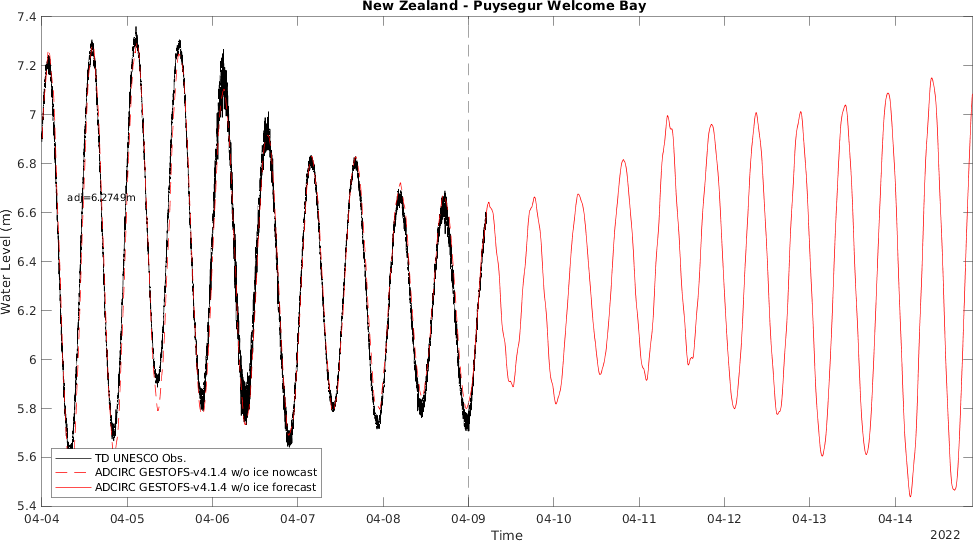 New Zealand - Puysegur Welcome Bay
7.4
7.2
7
6.8
6.6
6.4
6.2
6
5.8
5.6
5.4
Water Level (m)
adj=6.2749m
TD UNESCO Obs.
ADCIRC GESTOFS-v4.1.4 w/o ice nowcast
ADCIRC GESTOFS-v4.1.4 w/o ice forecast
04-04 04-05 04-06 04-07 04-08 04-09 04-10 04-11 04-12 04-13 04-14
Time
2022